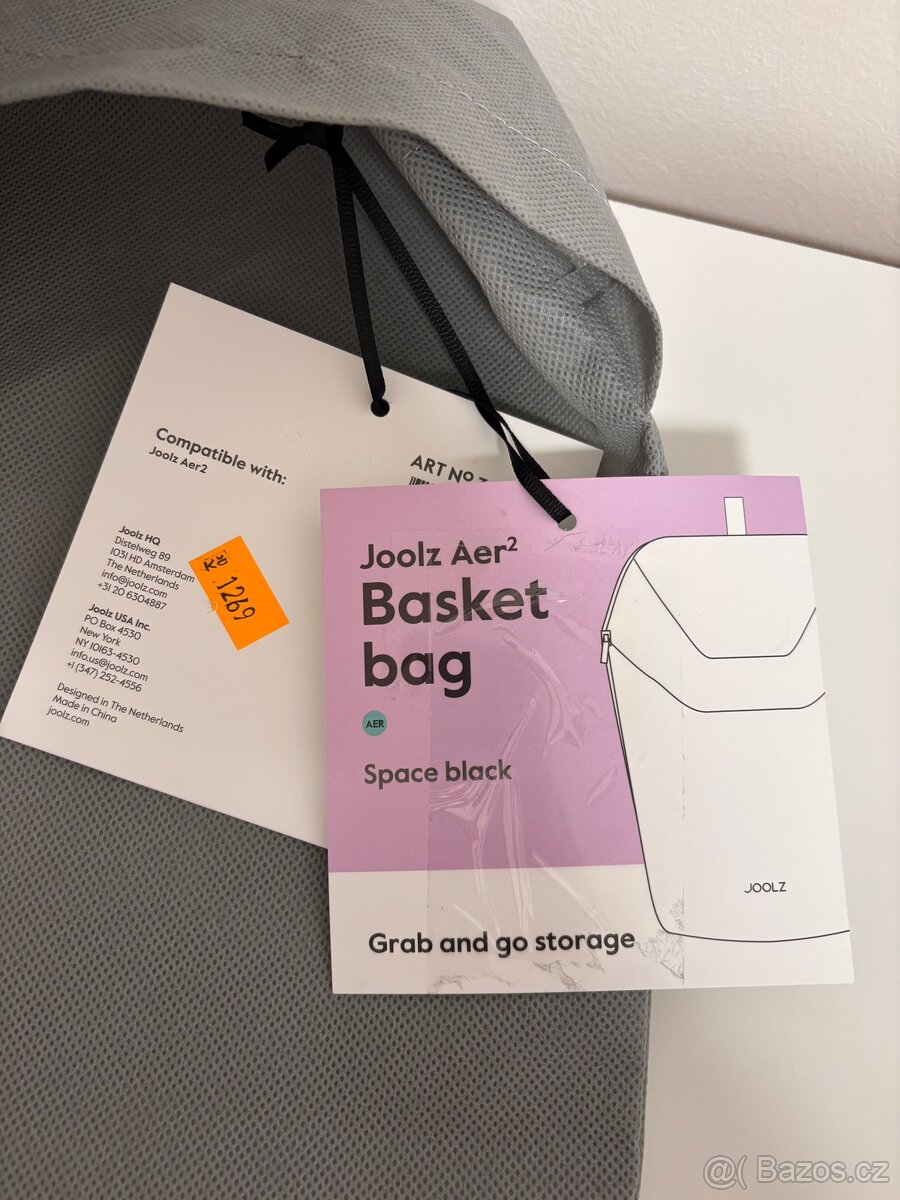 Compatible with:
Joolz Aer2
ART Nº
Joolz HQ
Distelweg 89
1031 HD Amsterdam
The Netherlands
info@joolz.com
+31 20 6304887
Joolz USA Inc.
PO Box 4530
New York
NY 10163-4530
info.us@joolz.com
+1 (347) 252-4556
Designed in The Netherlands
Made in China
joolz.com
1269
Joolz Aer²
Basket
bag
AER
Space black
JOOLZ
Grab and go storage
@( Bazos.cz